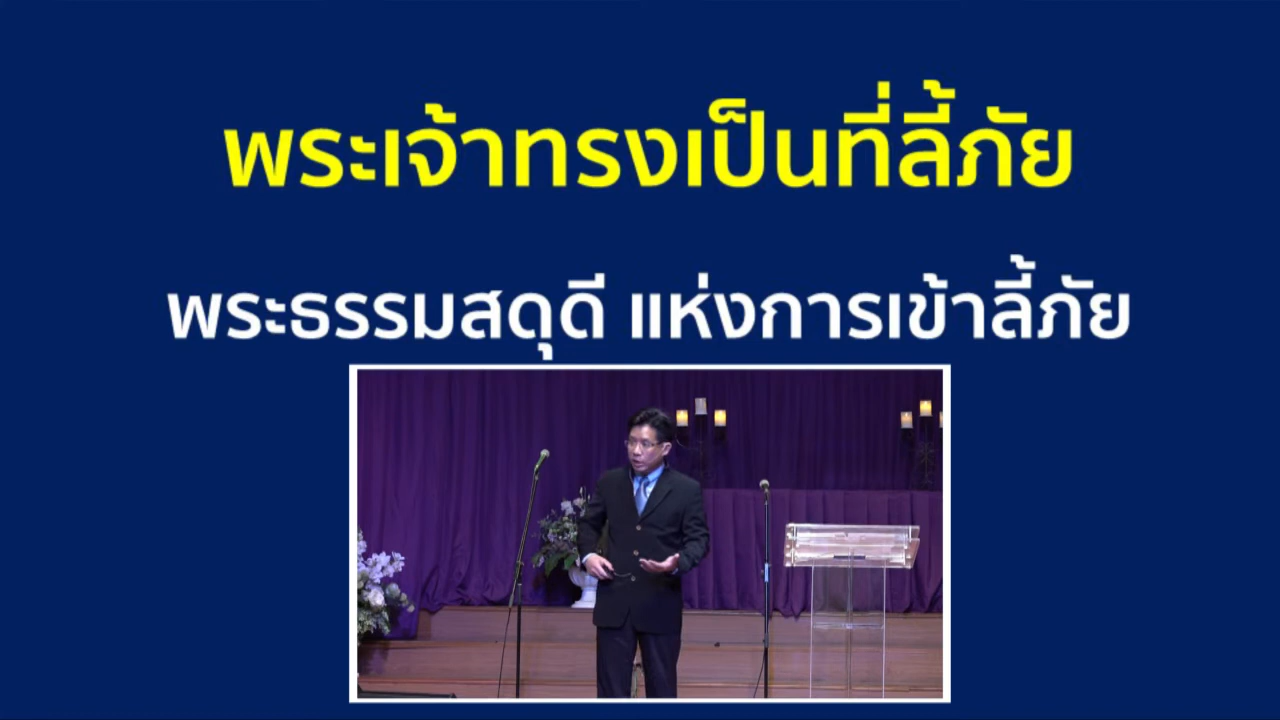 พระเจ้าทรงเป็นที่ลี้ภัย
พระธรรมสดุดี แห่งการเข้าลี้ภัย